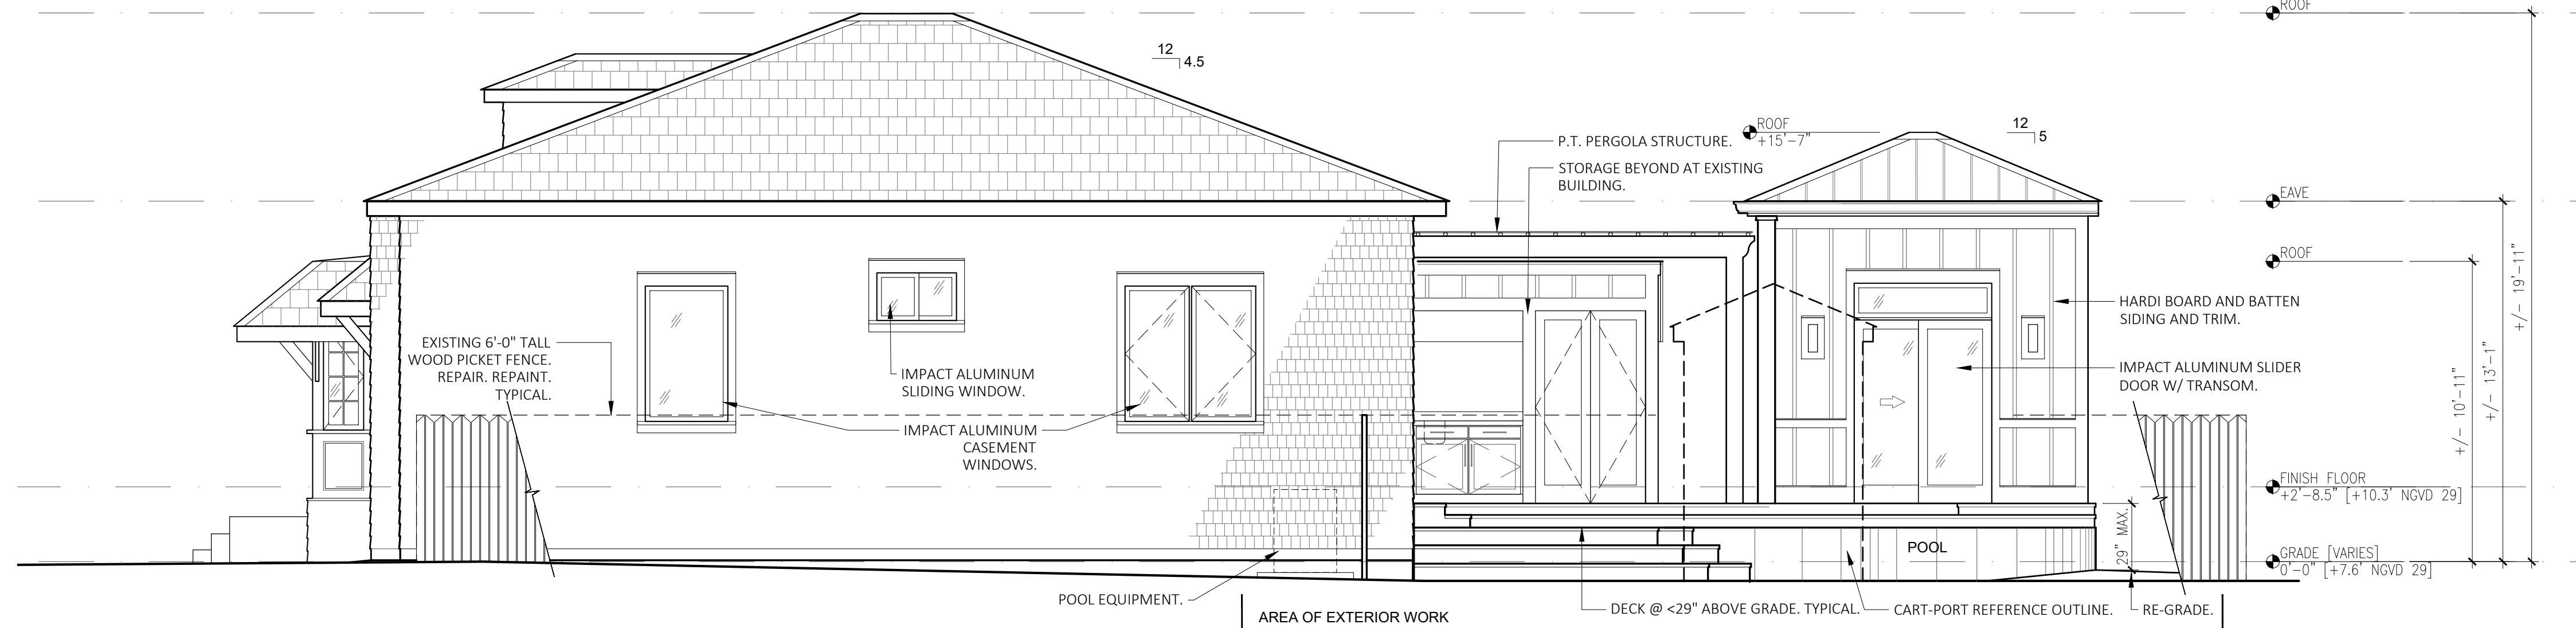 ROOF
12
4.5
P.T. PERGOLA STRUCTURE.
ROOF
+15'-7"
12
5
STORAGE BEYOND AT EXISTING
BUILDING.
EAVE
ROOF
+/- 19'-11"
+/- 13'-1"
+/- 10'-11"
HARDI BOARD AND BATTEN
SIDING AND TRIM.
EXISTING 6'-0" TALL
WOOD PICKET FENCE.
REPAIR. REPAINT.
TYPICAL.
IMPACT ALUMINUM
SLIDING WINDOW.
IMPACT ALUMINUM SLIDER
DOOR W/ TRANSOM.
IMPACT ALUMINUM
CASEMENT
WINDOWS.
FINISH FLOOR
+2'-8.5" [+10.3' NGVD 29]
29" MAX.
POOL
GRADE [VARIES]
0'-0" [+7.6' NGVD 29]
POOL EQUIPMENT.
DECK @ <29" ABOVE GRADE. TYPICAL.
CART-PORT REFERENCE OUTLINE.
RE-GRADE.
AREA OF EXTERIOR WORK